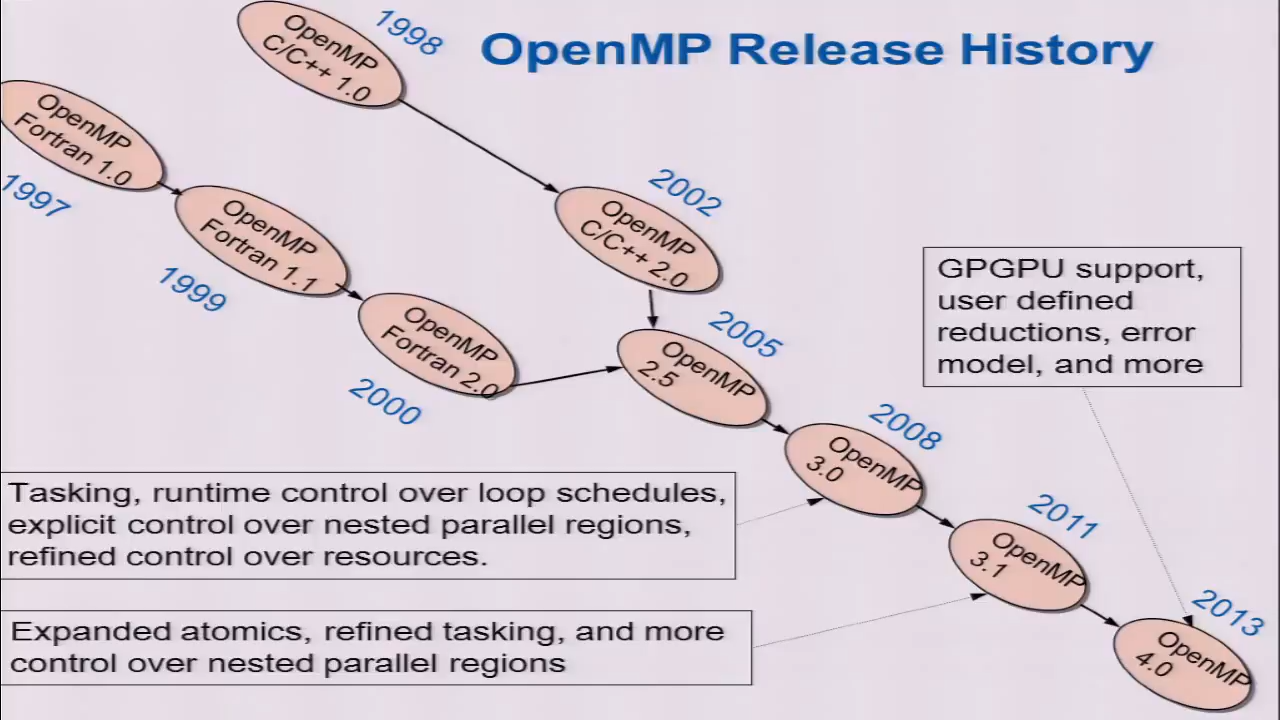 OpenMP Release History
OpenMP
C/C++ 1.0
1998
OpenMP
Fortran 1.0
1997
OpenMP
Fortran 1.1
1999
OpenMP
Fortran 2.0
2000
OpenMP
C/C++ 2.0
2002
OpenMP
2.5
2005
OpenMP
3.0
2008
OpenMP
3.1
2011
OpenMP
4.0
2013
GPGPU support,
user defined
reductions, error
model, and more
Tasking, runtime control over loop schedules,
explicit control over nested parallel regions,
refined control over resources.
Expanded atomics, refined tasking, and more
control over nested parallel regions